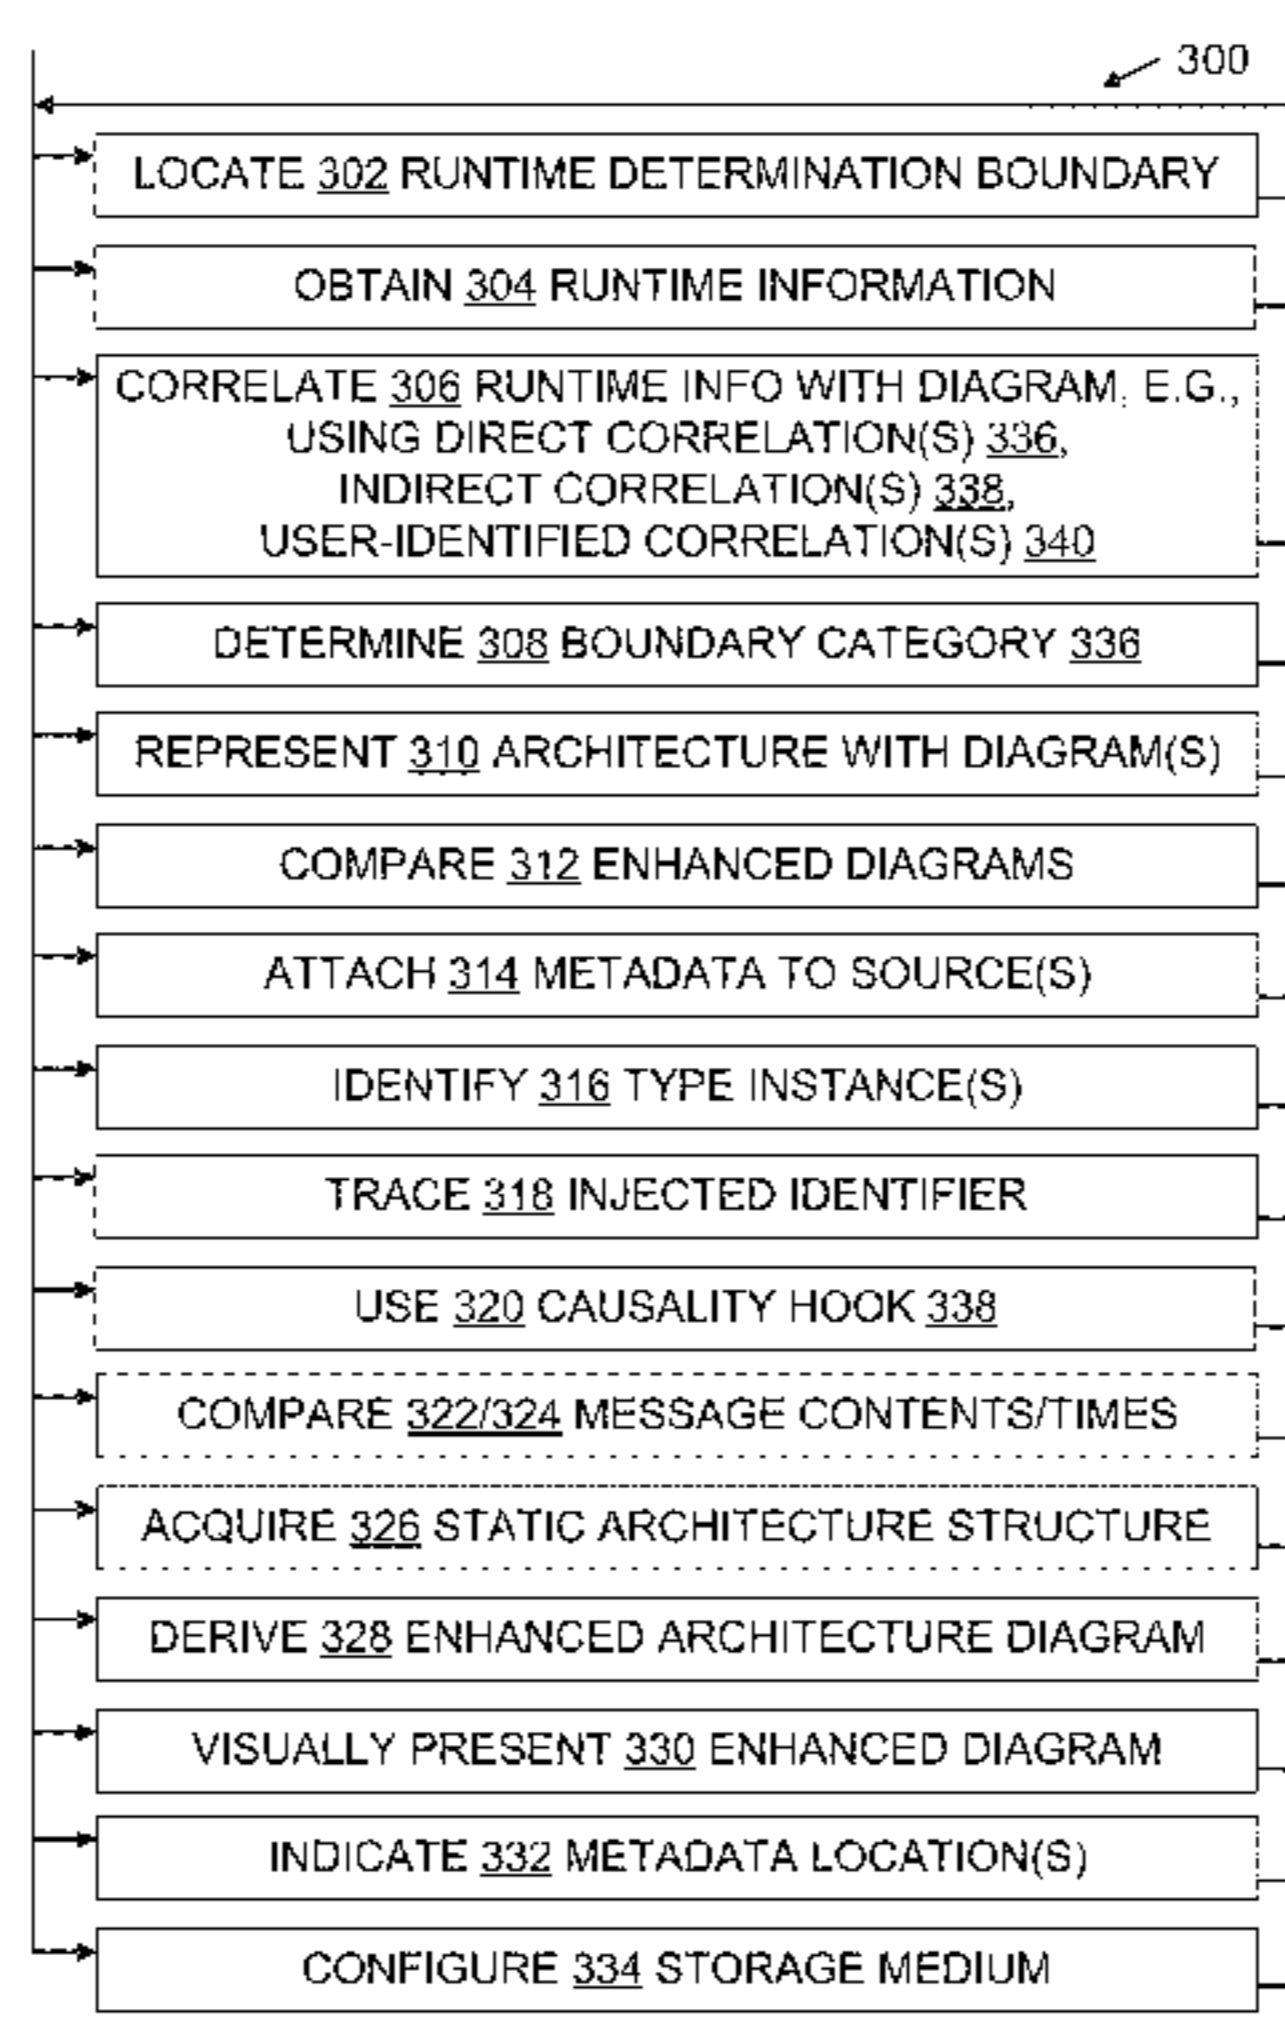 300
LOCATE 302 RUNTIME DETERMINATION BOUNDARY
OBTAIN 304 RUNTIME INFORMATION
CORRELATE 306 RUNTIME INFO WITH DIAGRAM, E.G.,
USING DIRECT CORRELATION(S) 336,
INDIRECT CORRELATION(S) 338,
USER-IDENTIFIED CORRELATION(S) 340
DETERMINE 308 BOUNDARY CATEGORY 336
REPRESENT 310 ARCHITECTURE WITH DIAGRAM(S)
COMPARE 312 ENHANCED DIAGRAMS
ATTACH 314 METADATA TO SOURCE(S)
IDENTIFY 316 TYPE INSTANCE(S)
TRACE 318 INJECTED IDENTIFIER
USE 320 CAUSALITY HOOK 338
COMPARE 322/324 MESSAGE CONTENTS/TIMES
ACQUIRE 326 STATIC ARCHITECTURE STRUCTURE
DERIVE 328 ENHANCED ARCHITECTURE DIAGRAM
VISUALLY PRESENT 330 ENHANCED DIAGRAM
INDICATE 332 METADATA LOCATION(S)
CONFIGURE 334 STORAGE MEDIUM